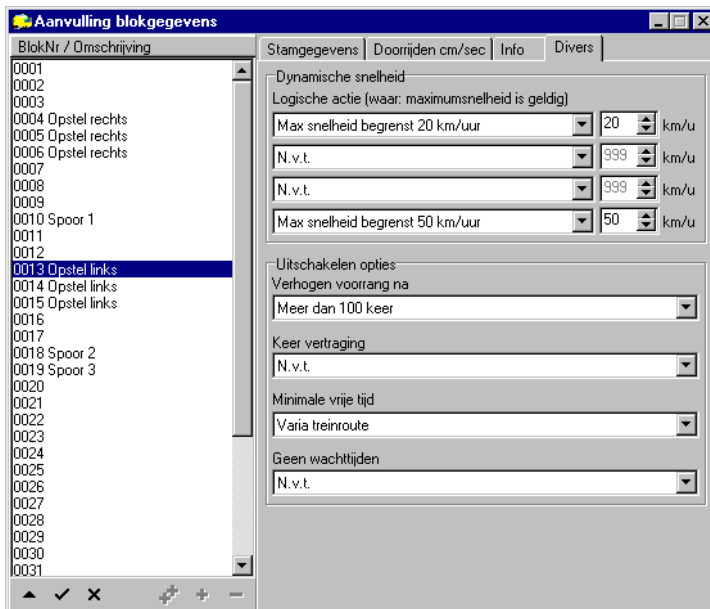 Aanvulling blokgegevens
BlokNr / Omschrijving
0001
0002
0003
0004 Opstel rechts
0005 Opstel rechts
0006 Opstel rechts
0007
0008
0009
0010 Spoor 1
0011
0012
0013 Opstel links
0014 Opstel links
0015 Opstel links
0016
0017
0018 Spoor 2
0019 Spoor 3
0020
0021
0022
0023
0024
0025
0026
0027
0028
0029
0030
0031
Stamgegevens Doorrijden cm/sec Info Divers
Dynamische snelheid
Logische actie (waar: maximumsnelheid is geldig)
Max snelheid begrenst 20 km/uur 20 km/u
N.v.t. 999 km/u
N.v.t. 999 km/u
Max snelheid begrenst 50 km/uur 50 km/u
Uitschakelen opties
Verhogen voorrang na
Meer dan 100 keer
Keer vertraging
N.v.t.
Minimale vrije tijd
Varia treinroute
Geen wachttijden
N.v.t.